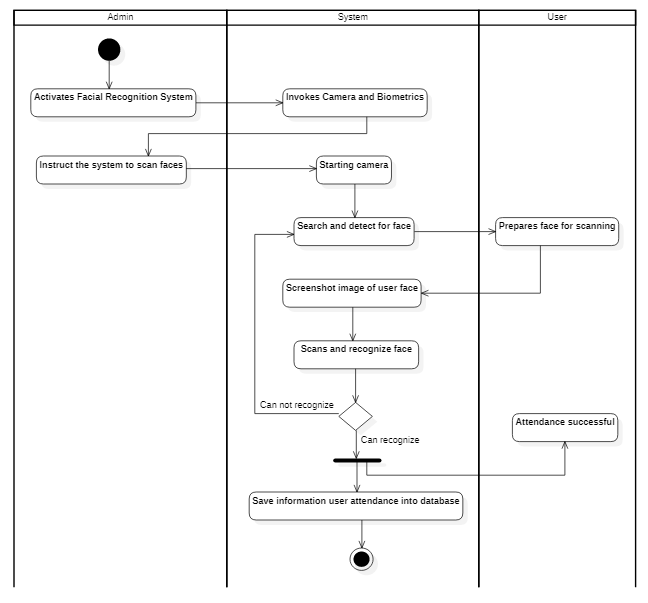 Admin
System
User
Activates Facial Recognition System
Invokes Camera and Biometrics
Instruct the system to scan faces
Starting camera
Search and detect for face
Prepares face for scanning
Screenshot image of user face
Scans and recognize face
Can not recognize
Attendance successful
Can recognize
Save information user attendance into database